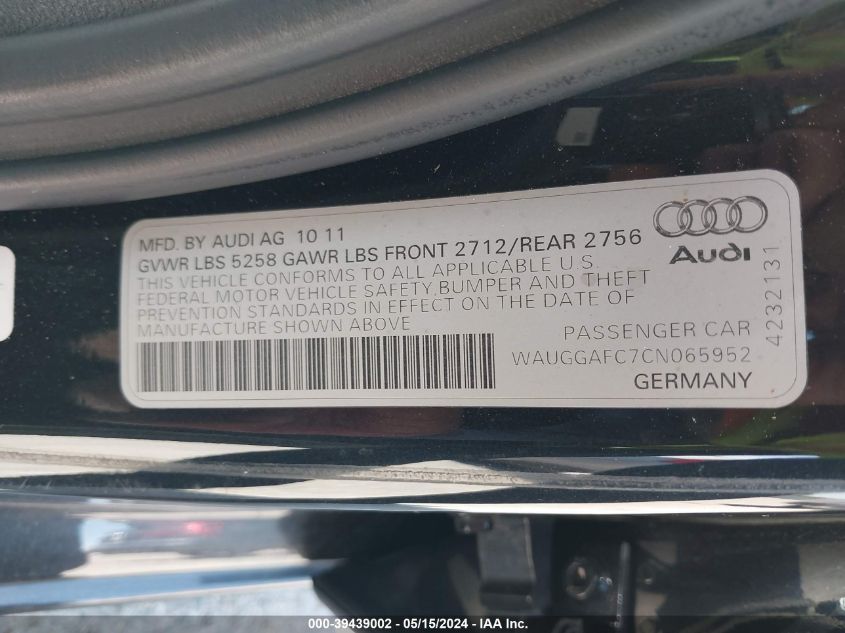 MFD. BY AUDI AG 10 11
GVWR LBS 5258 GAWR LBS FRONT 2712/REAR 2756
THIS VEHICLE CONFORMS TO ALL APPLICABLE U.S.
FEDERAL MOTOR VEHICLE SAFETY,BUMPER AND THEFT
PREVENTION STANDARDS IN EFFECT ON THE DATE OF
MANUFACTURE SHOWN ABOVE
Audi
4232131
PASSENGER CAR
WAUGGAFC7CN065952
GERMANY
000-39439002 - 05/15/2024 - IAA Inc.